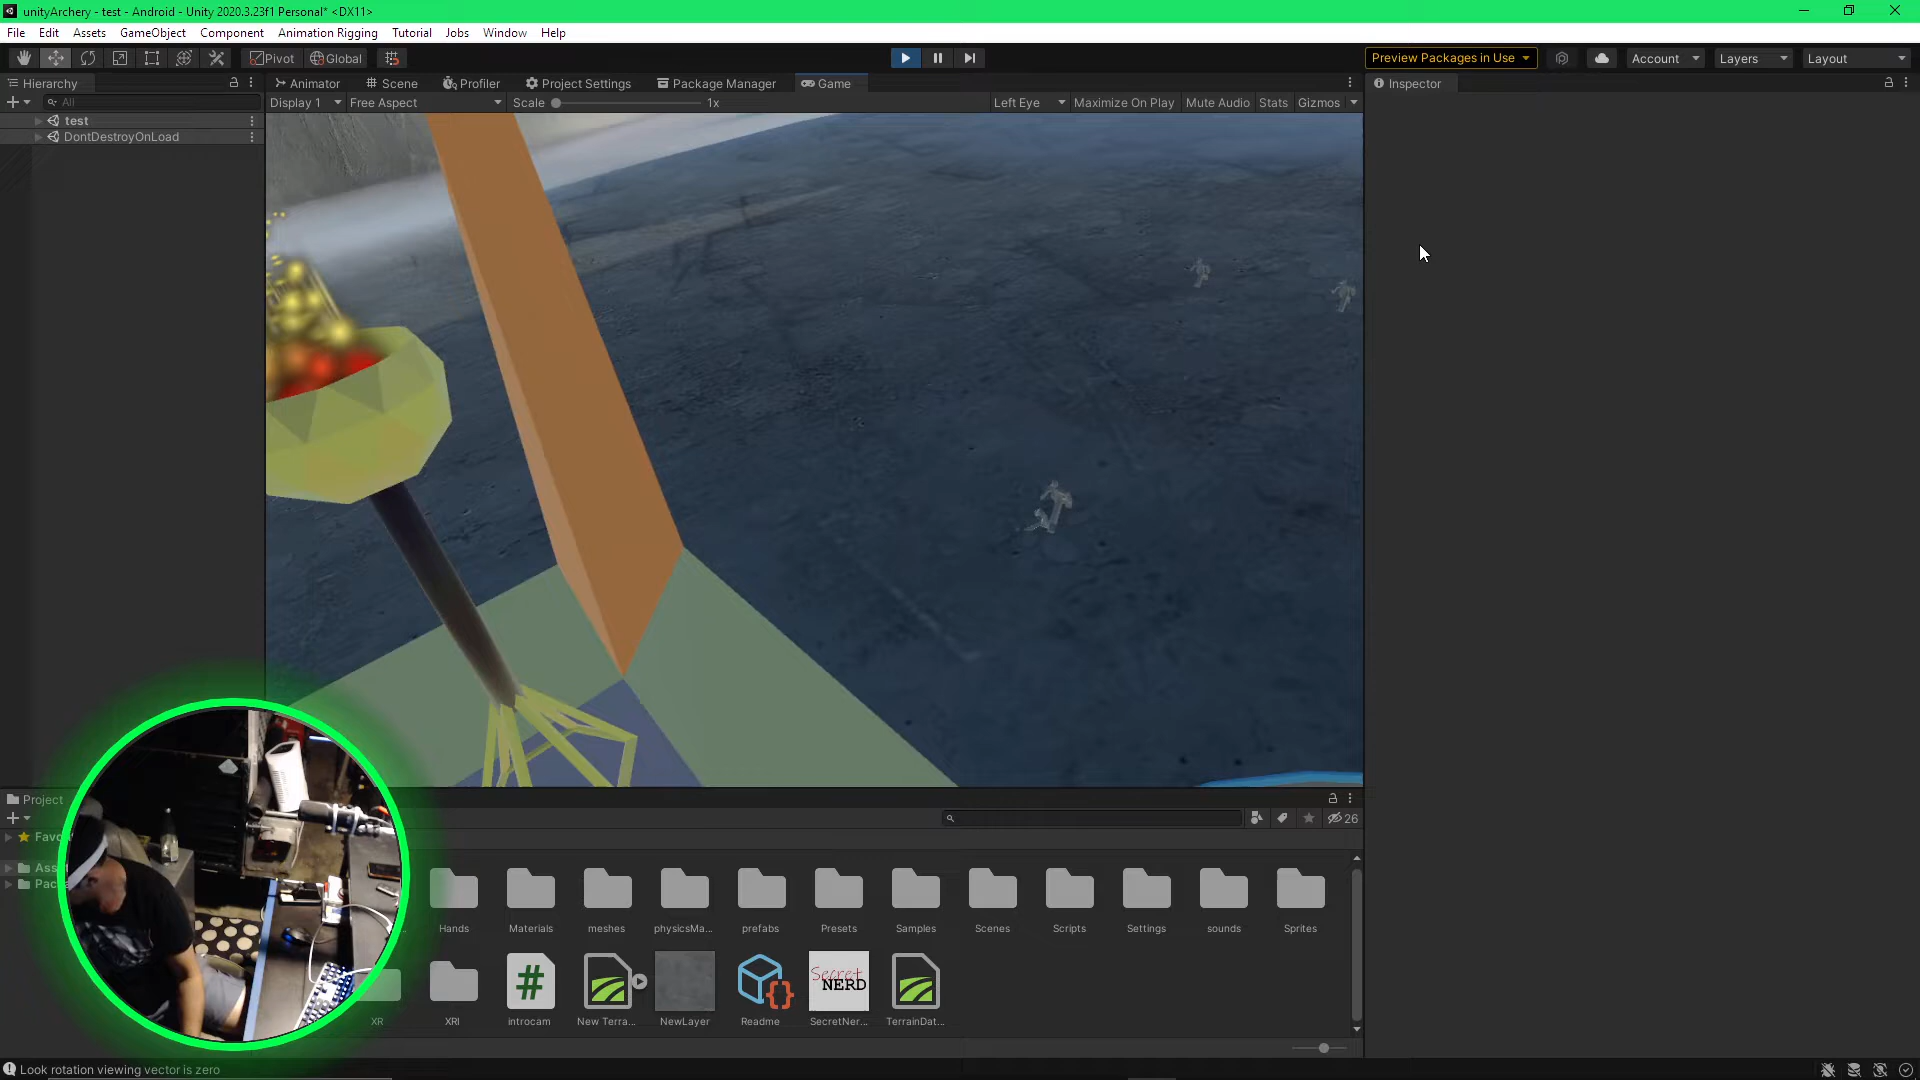 unityArchery - test - Android - Unity 2020.3.23f1 Personal* <DX11>
File Edit Assets GameObject Component Animation Rigging Tutorial Jobs Window Help
Pivot Global Preview Packages in Use Account Layers Layout
Hierarchy Animator Scene Profiler Project Settings Package Manager Game Inspector
All Display 1 Free Aspect Scale 1x Left Eye Maximize On Play Mute Audio Stats Gizmos
test
DontDestroyOnLoad
Project
26
Favo
Ass
Pack
Hands Materials meshes physicsMa... prefabs Presets Samples Scenes Scripts Settings sounds Sprites
#
Secret
NERD
XR XRI introcam New Terra... NewLayer Readme SecretNer... TerrainDat...
Look rotation viewing vector is zero